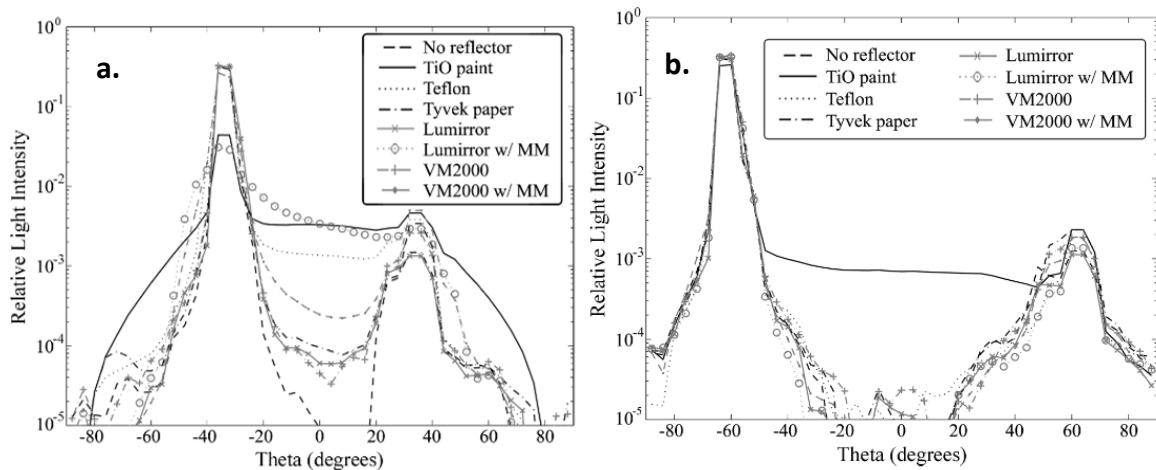 a.
10^0
10^-1
10^-2
10^-3
10^-4
10^-5
Relative Light Intensity
No reflector
TiO paint
Teflon
Tyvek paper
Lumirror
Lumirror w/ MM
VM2000
VM2000 w/ MM
-80 -60 -40 -20 0 20 40 60 80
Theta (degrees)
b.
10^0
10^-1
10^-2
10^-3
10^-4
10^-5
Relative Light Intensity
No reflector Lumirror
TiO paint Lumirror w/ MM
Teflon VM2000
Tyvek paper VM2000 w/ MM
-80 -60 -40 -20 0 20 40 60 80
Theta (degrees)